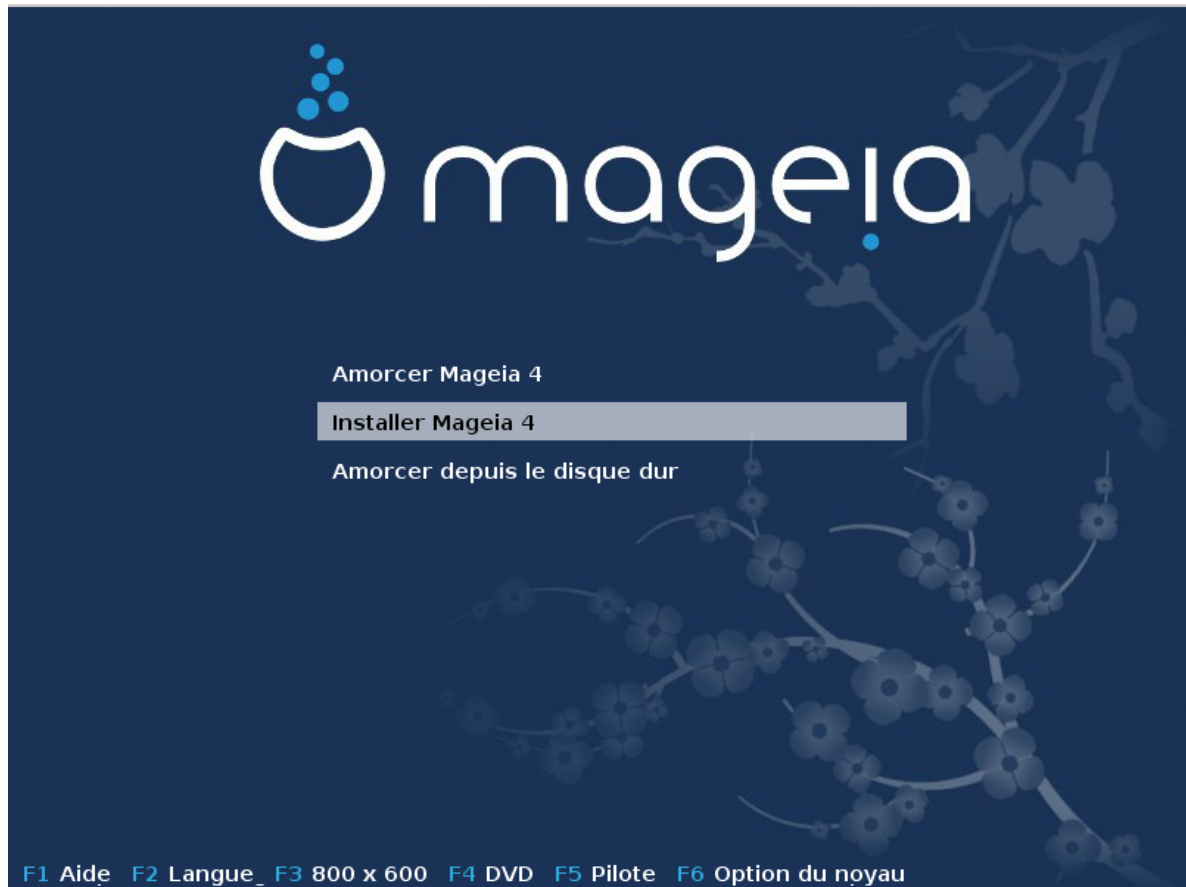 mageia
Amorcer Mageia 4
Installer Mageia 4
Amorcer depuis le disque dur
F1 Aide F2 Langue F3 800 x 600 F4 DVD F5 Pilote F6 Option du noyau